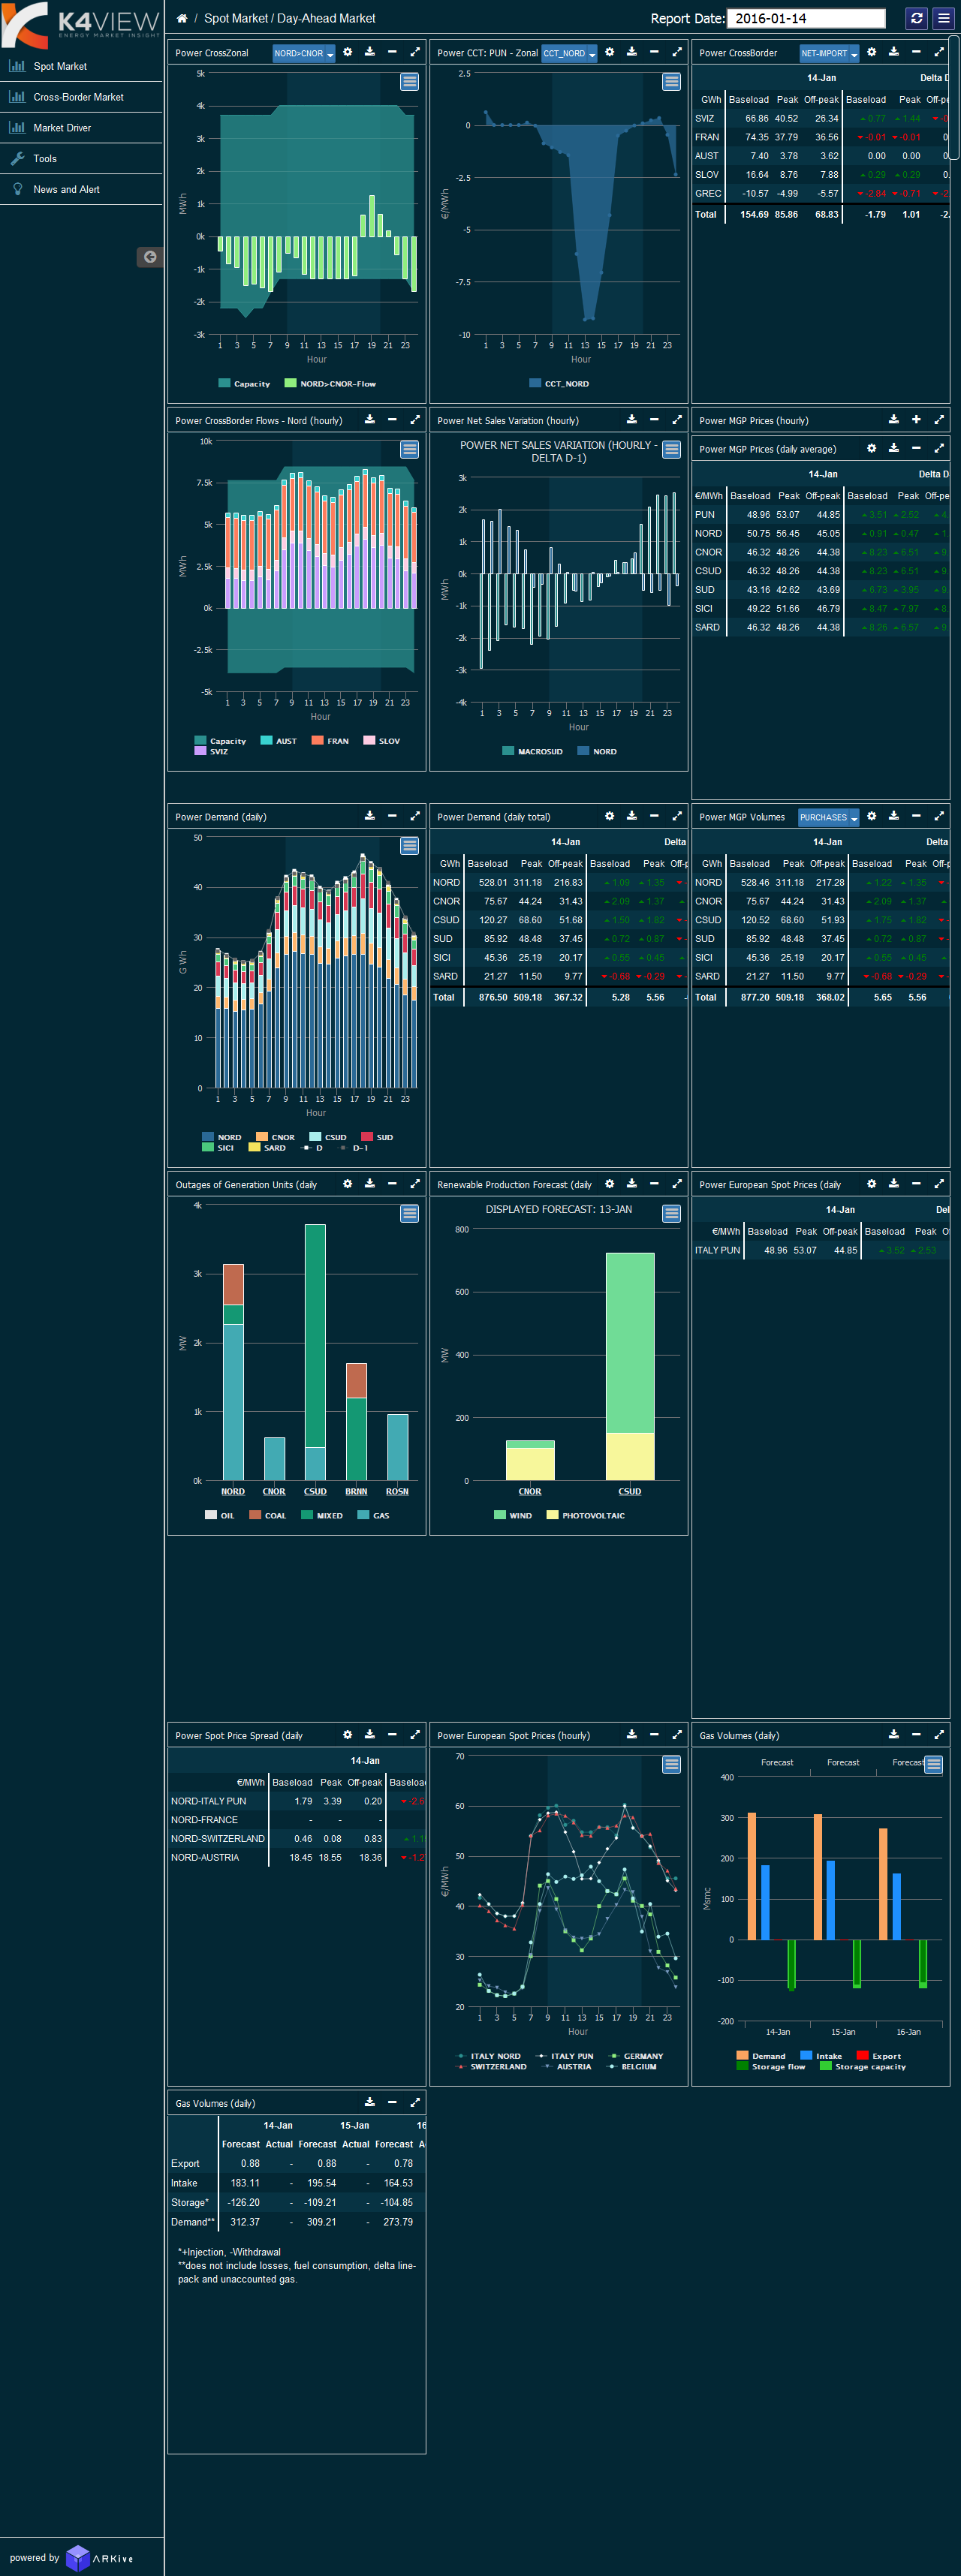 K4VIEW
ENERGY MARKET INSIGHT
Spot Market
Cross-Border Market
Market Driver
Tools
News and Alert
/ Spot Market / Day-Ahead Market
Report Date: 2016-01-14
Power CrossZonal NORD>CNOR
5k
4k
3k
2k
1k
0k
-1k
-2k
-3k
MWh
1 3 5 7 9 11 13 15 17 19 21 23
Hour
Capacity NORD>CNOR-Flow
Power CCT: PUN - Zonal CCT_NORD
2.5
0
-2.5
-5
-7.5
-10
€/MWh
1 3 5 7 9 11 13 15 17 19 21 23
Hour
CCT_NORD
Power CrossBorder NET-IMPORT
14-Jan Delta D
GWh Baseload Peak Off-peak Baseload Peak Off-pe
SVIZ 66.86 40.52 26.34 0.77 1.44
FRAN 74.35 37.79 36.56 -0.01 -0.01 0
AUST 7.40 3.78 3.62 0.00 0.00 0.
SLOV 16.64 8.76 7.88 0.29 0.29 0.
GREC -10.57 -4.99 -5.57 -2.64 -0.71 -2
Total 154.69 85.86 68.83 -1.79 1.01 -2.
Power CrossBorder Flows - Nord (hourly)
10k
7.5k
5k
2.5k
0k
-2.5k
-5k
MWh
1 3 5 7 9 11 13 15 17 19 21 23
Hour
Capacity AUST FRAN SLOV
SVIZ
Power Net Sales Variation (hourly)
POWER NET SALES VARIATION (HOURLY -
DELTA D-1)
3k
2k
1k
0k
-1k
-2k
-3k
-4k
MWh
1 3 5 7 9 11 13 15 17 19 21 23
Hour
MACROSUD NORD
Power MGP Prices (hourly)
Power MGP Prices (daily average)
14-Jan Delta D
€/MWh Baseload Peak Off-peak Baseload Peak Off-pe
PUN 48.96 53.07 44.85 3.51 2.52 4.
NORD 50.75 56.45 45.05 0.91 0.47 1.
CNOR 46.32 48.26 44.38 8.23 6.51 9.
CSUD 46.32 48.26 44.38 8.23 6.51 9.
SUD 43.16 42.62 43.69 6.73 3.95 9.
SICI 49.22 51.66 46.79 8.47 7.97 8.
SARD 46.32 48.26 44.38 8.26 6.57 9.
Power Demand (daily)
50
40
30
20
10
0
G Wh
1 3 5 7 9 11 13 15 17 19 21 23
Hour
NORD CNOR CSUD SUD
SICI SARD D D-1
Power Demand (daily total)
14-Jan Delta
GWh Baseload Peak Off-peak Baseload Peak Off-p
NORD 528.01 311.18 216.83 1.09 1.35
CNOR 75.67 44.24 31.43 2.09 1.37
CSUD 120.27 68.60 51.68 1.50 1.82
SUD 85.92 48.48 37.45 0.72 0.87
SICI 45.36 25.19 20.17 0.55 0.45
SARD 21.27 11.50 9.77 -0.68 -0.29
Total 876.50 509.18 367.32 5.28 5.56 -
Power MGP Volumes PURCHASES
14-Jan Delta
GWh Baseload Peak Off-peak Baseload Peak Off-p
NORD 528.46 311.18 217.28 1.22 1.35
CNOR 75.67 44.24 31.43 2.09 1.37
CSUD 120.52 68.60 51.93 1.75 1.82
SUD 85.92 48.48 37.45 0.72 0.87
SICI 45.36 25.19 20.17 0.55 0.45
SARD 21.27 11.50 9.77 -0.68 -0.29
Total 877.20 509.18 368.02 5.65 5.56
Outages of Generation Units (daily
4k
3k
2k
1k
0k
MW
NORD CNOR CSUD BRNN ROSN
OIL COAL MIXED GAS
Renewable Production Forecast (daily
DISPLAYED FORECAST: 13-JAN
800
600
400
200
0
MW
CNOR CSUD
WIND PHOTOVOLTAIC
Power European Spot Prices (daily
14-Jan Del
€/MWh Baseload Peak Off-peak Baseload Peak O
ITALY PUN 48.96 53.07 44.85 3.52 2.53
Power Spot Price Spread (daily
14-Jan
€/MWh Baseload Peak Off-peak Baseloa
NORD-ITALY PUN 1.79 3.39 0.20 -2.6
NORD-FRANCE - - -
NORD-SWITZERLAND 0.46 0.08 0.83 1.1
NORD-AUSTRIA 18.45 18.55 18.36 -1.2
Power European Spot Prices (hourly)
70
60
50
40
30
20
€/MWh
1 3 5 7 9 11 13 15 17 19 21 23
Hour
ITALY NORD ITALY PUN GERMANY
SWITZERLAND AUSTRIA BELGIUM
Gas Volumes (daily)
Forecast Forecast Forecast
400
300
200
100
0
-100
-200
Msmc
14-Jan 15-Jan 16-Jan
Demand Intake Export
Storage flow Storage capacity
Gas Volumes (daily)
14-Jan 15-Jan 16
Forecast Actual Forecast Actual Forecast A
Export 0.88 - 0.88 - 0.78
Intake 183.11 - 195.54 - 164.53
Storage* -126.20 - -109.21 - -104.85
Demand** 312.37 - 309.21 - 273.79
*+Injection, -Withdrawal
**does not include losses, fuel consumption, delta line-
pack and unaccounted gas.
powered by ARKive